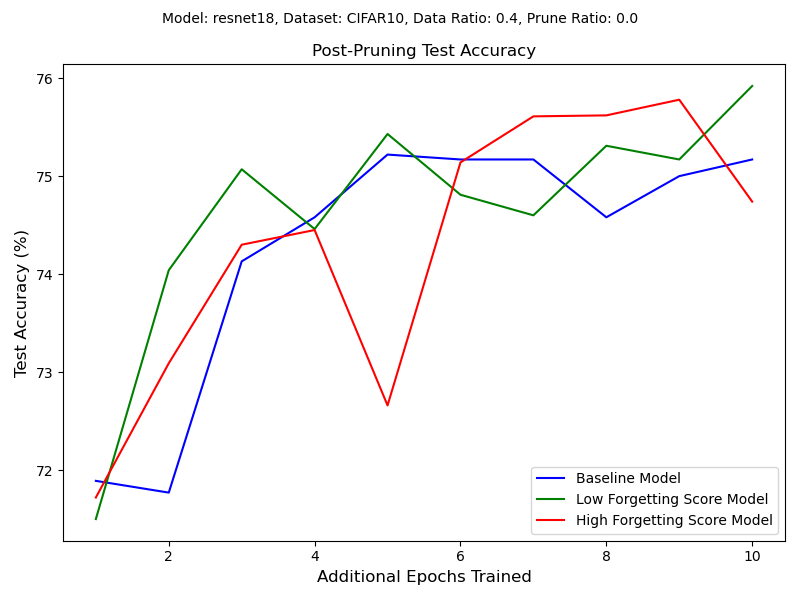 Model: resnet18, Dataset: CIFAR10, Data Ratio: 0.4, Prune Ratio: 0.0
Post-Pruning Test Accuracy
76
75
74
73
72
Test Accuracy (%)
2
4
6
8
10
Additional Epochs Trained
Baseline Model
Low Forgetting Score Model
High Forgetting Score Model